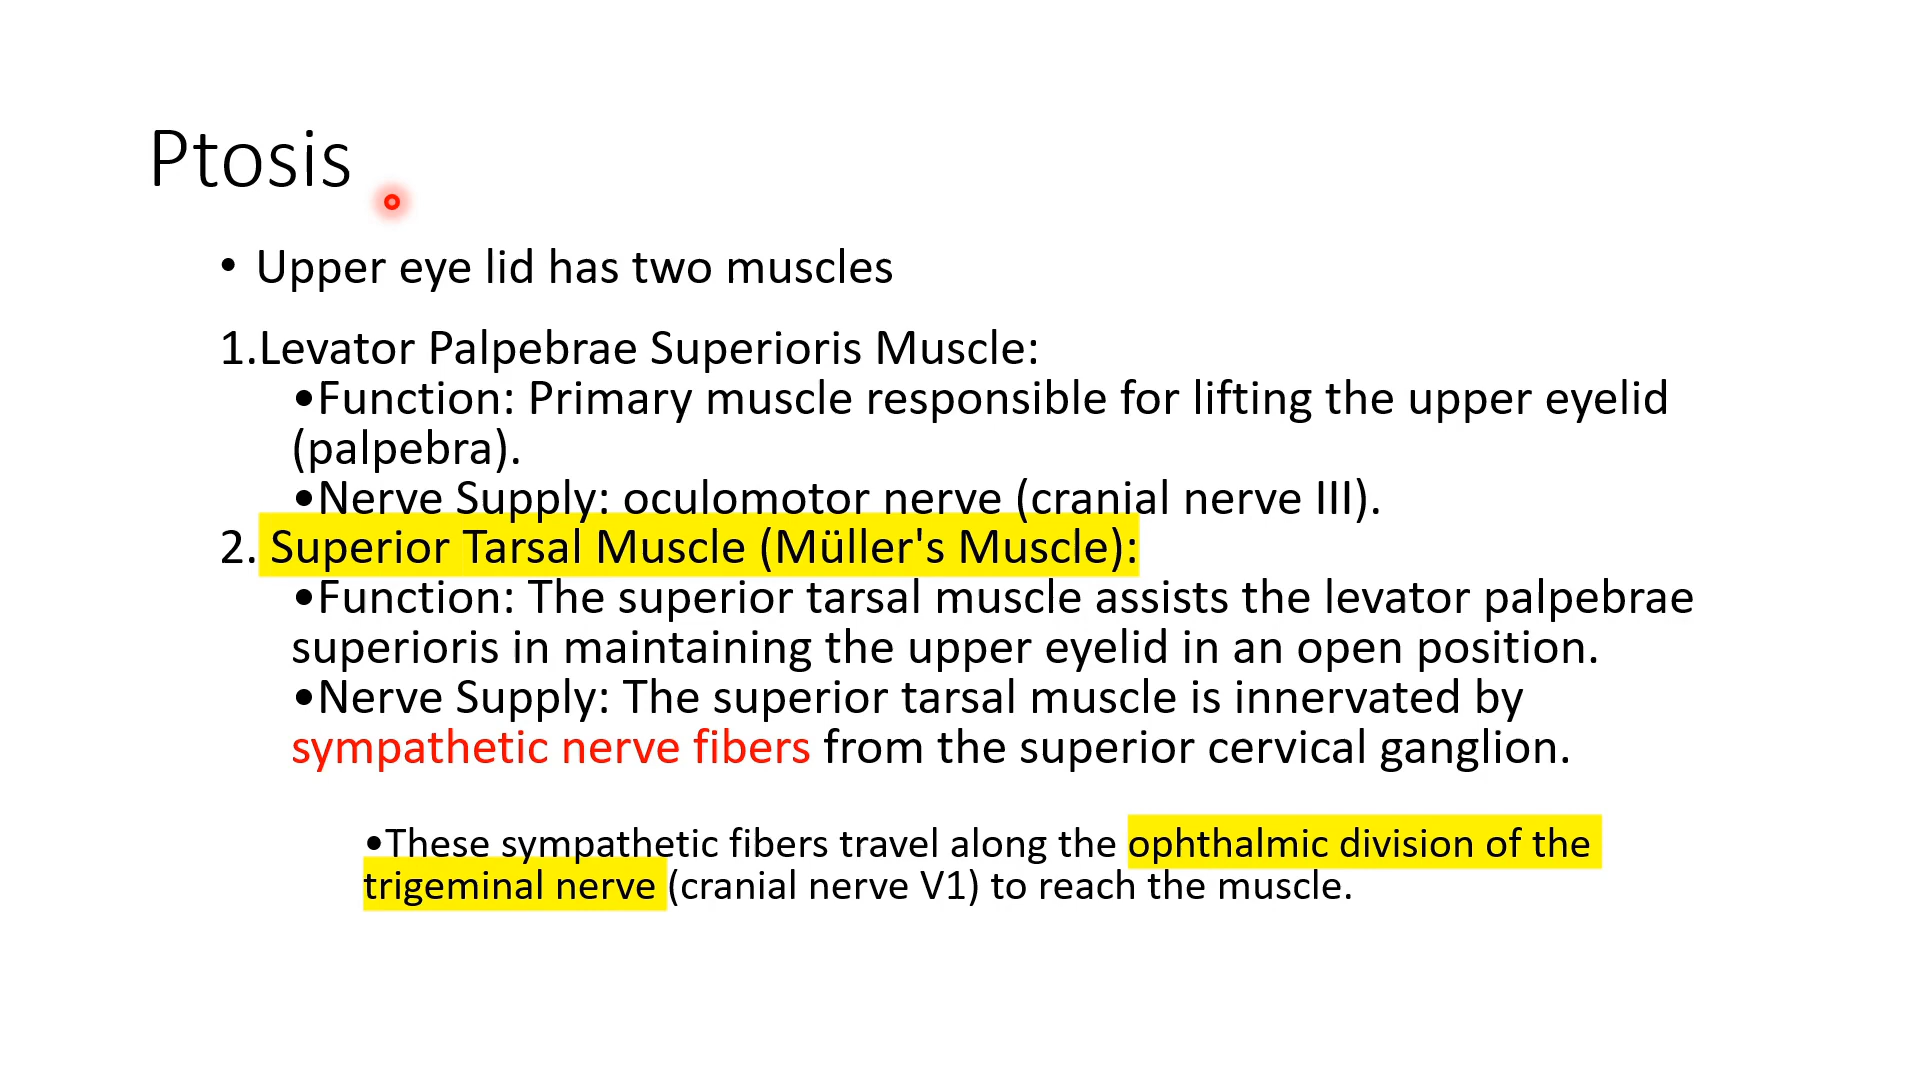 Ptosis
• Upper eye lid has two muscles
1.Levator Palpebrae Superioris Muscle:
•Function: Primary muscle responsible for lifting the upper eyelid
(palpebra).
•Nerve Supply: oculomotor nerve (cranial nerve III).
2. Superior Tarsal Muscle (Müller's Muscle):
•Function: The superior tarsal muscle assists the levator palpebrae
superioris in maintaining the upper eyelid in an open position.
•Nerve Supply: The superior tarsal muscle is innervated by
sympathetic nerve fibers from the superior cervical ganglion.
•These sympathetic fibers travel along the ophthalmic division of the
trigeminal nerve (cranial nerve V1) to reach the muscle.